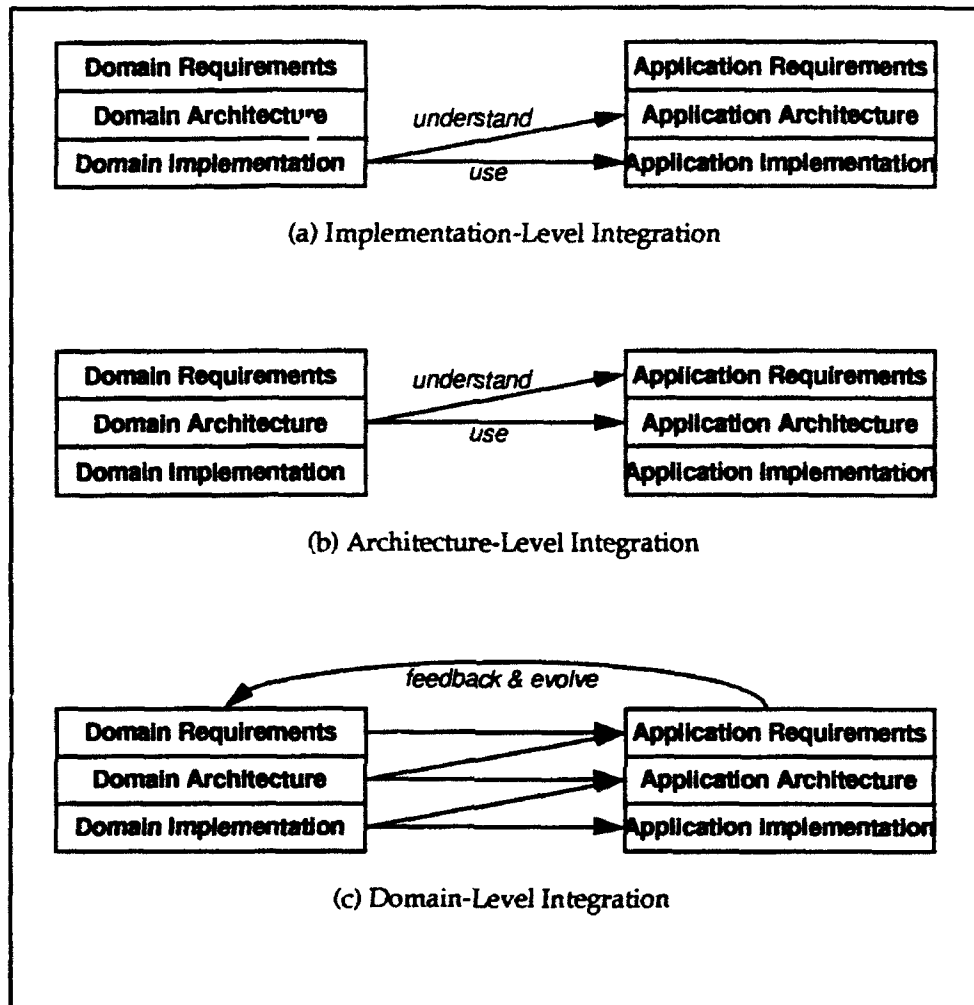 Domain Requirements
Domain Architecture
Domain Implementation
understand
use
Application Requirements
Application Architecture
Application Implementation
(a) Implementation-Level Integration
Domain Requirements
Domain Architecture
Domain Implementation
understand
use
Application Requirements
Application Architecture
Application Implementation
(b) Architecture-Level Integration
feedback & evolve
Domain Requirements
Domain Architecture
Domain Implementation
Application Requirements
Application Architecture
Application Implementation
(c) Domain-Level Integration